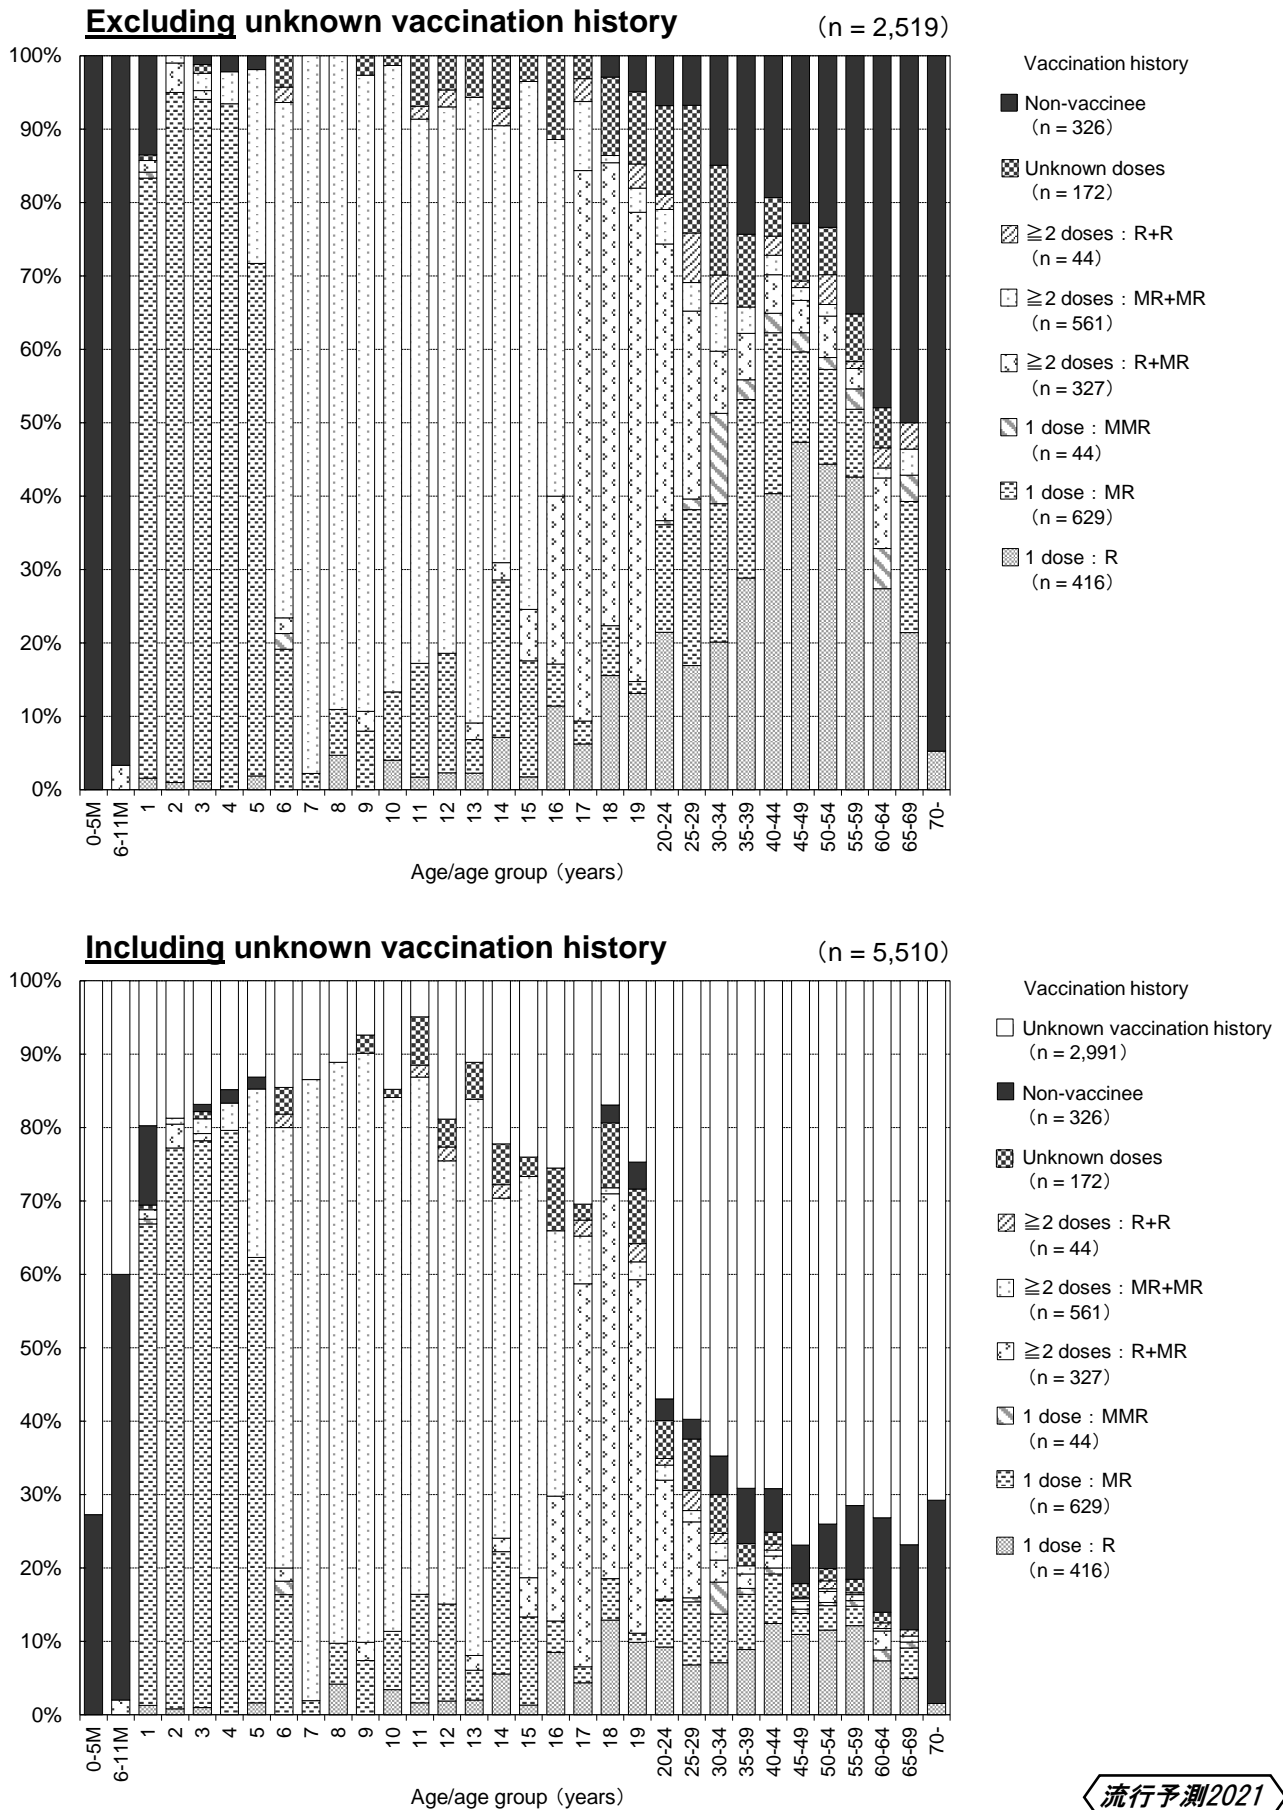 Excluding unknown vaccination history (n = 2,519)
100%
90%
80%
70%
60%
50%
40%
30%
20%
10%
0%
0-5M 6-11M 1 2 3 4 5 6 7 8 9 10 11 12 13 14 15 16 17 18 19 20-24 25-29 30-34 35-39 40-44 45-49 50-54 55-59 60-64 65-69 70-
Age/age group (years)
Vaccination history
Non-vaccinee
(n = 326)
Unknown doses
(n = 172)
≧2 doses : R+R
(n = 44)
≧2 doses : MR+MR
(n = 561)
≧2 doses : R+MR
(n = 327)
1 dose : MMR
(n = 44)
1 dose : MR
(n = 629)
1 dose : R
(n = 416)
Including unknown vaccination history (n = 5,510)
100%
90%
80%
70%
60%
50%
40%
30%
20%
10%
0%
0-5M 6-11M 1 2 3 4 5 6 7 8 9 10 11 12 13 14 15 16 17 18 19 20-24 25-29 30-34 35-39 40-44 45-49 50-54 55-59 60-64 65-69 70-
Age/age group (years)
Vaccination history
Unknown vaccination history
(n = 2,991)
Non-vaccinee
(n = 326)
Unknown doses
(n = 172)
≧2 doses : R+R
(n = 44)
≧2 doses : MR+MR
(n = 561)
≧2 doses : R+MR
(n = 327)
1 dose : MMR
(n = 44)
1 dose : MR
(n = 629)
1 dose : R
(n = 416)
流行予測2021